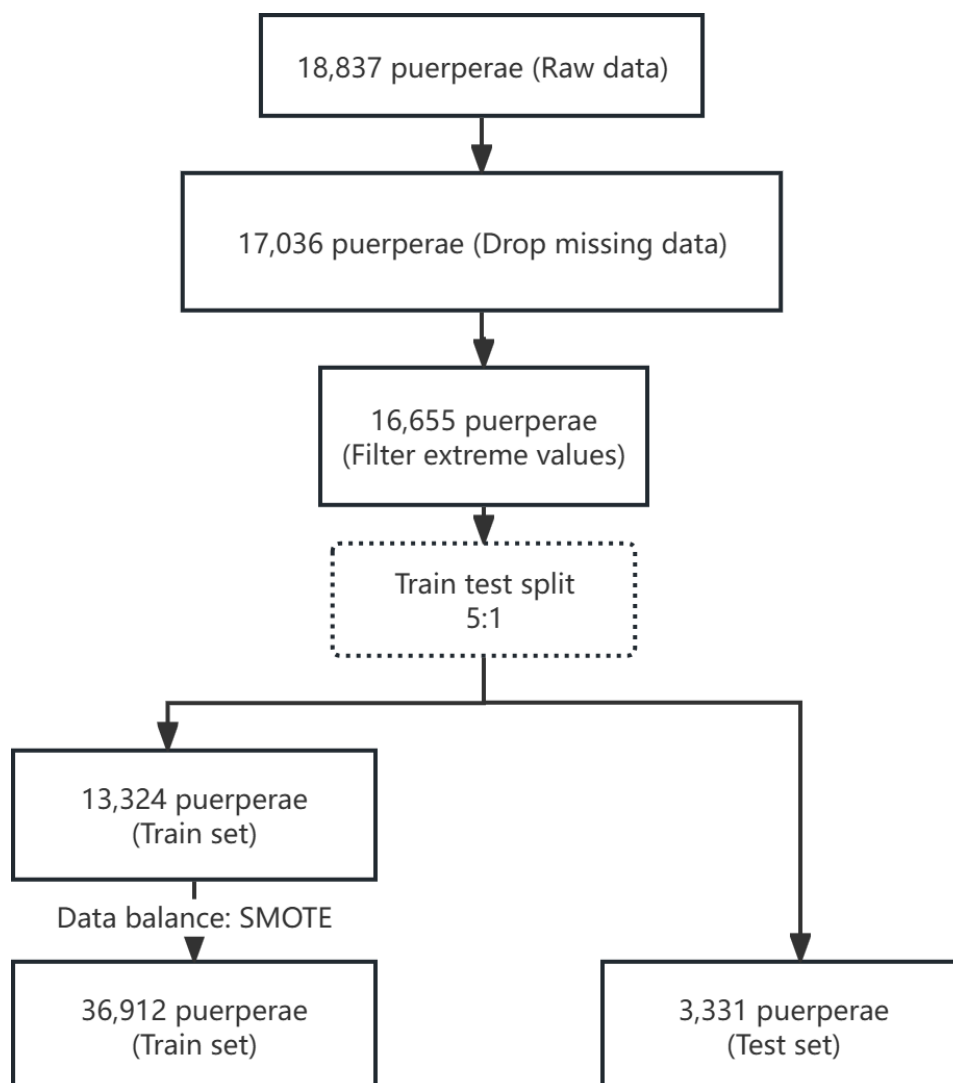 18,837 puerperae (Raw data)
17,036 puerperae (Drop missing data)
16,655 puerperae
(Filter extreme values)
Train test split
5:1
13,324 puerperae
(Train set)
Data balance: SMOTE
36,912 puerperae
(Train set)
3,331 puerperae
(Test set)